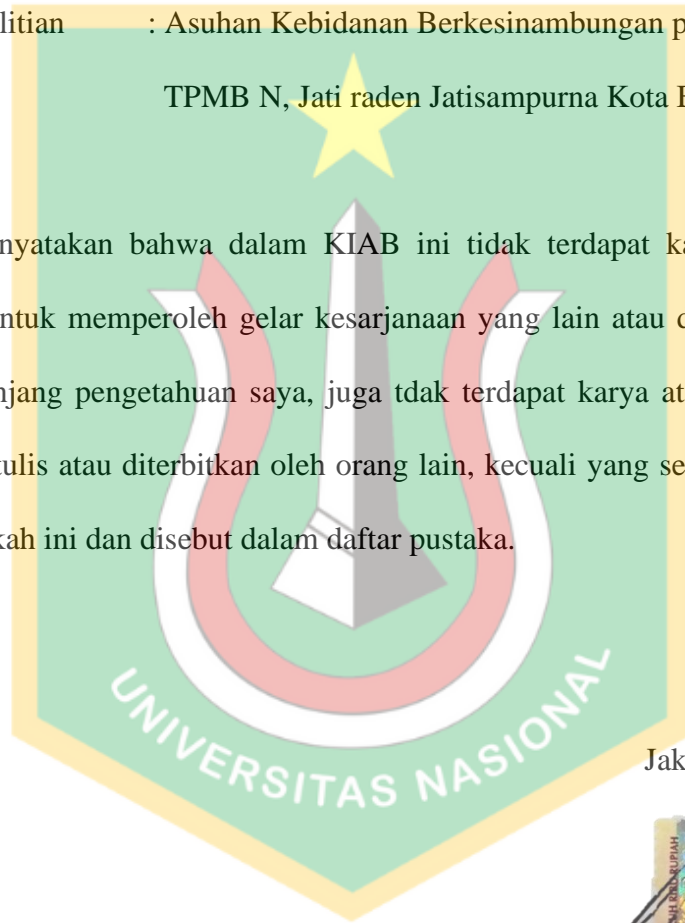 litian : Asuhan Kebidanan Berkesinambungan p
TPMB N, Jati raden Jatisampurna Kota
nyatakan bahwa dalam KIAB ini tidak terdapat ka
ntuk memperoleh gelar kesarjanaan yang lain atau d
njang pengetahuan saya, juga tdak terdapat karya at
tulis atau diterbitkan oleh orang lain, kecuali yang se
kah ini dan disebut dalam daftar pustaka.
UNIVERSITAS NASIONAL
Jak
RUPIAH